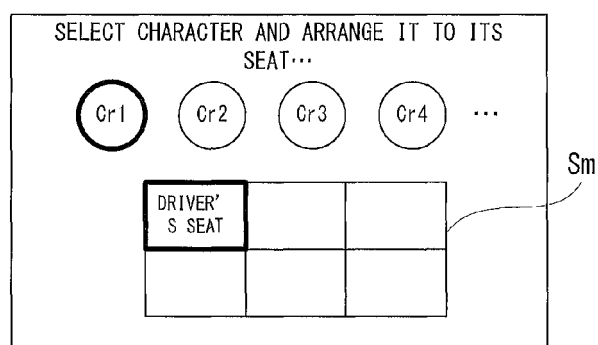 SELECT CHARACTER AND ARRANGE IT TO ITS
SEAT···
Cr1 Cr2 Cr3 Cr4 ···
Sm
DRIVER'
S SEAT